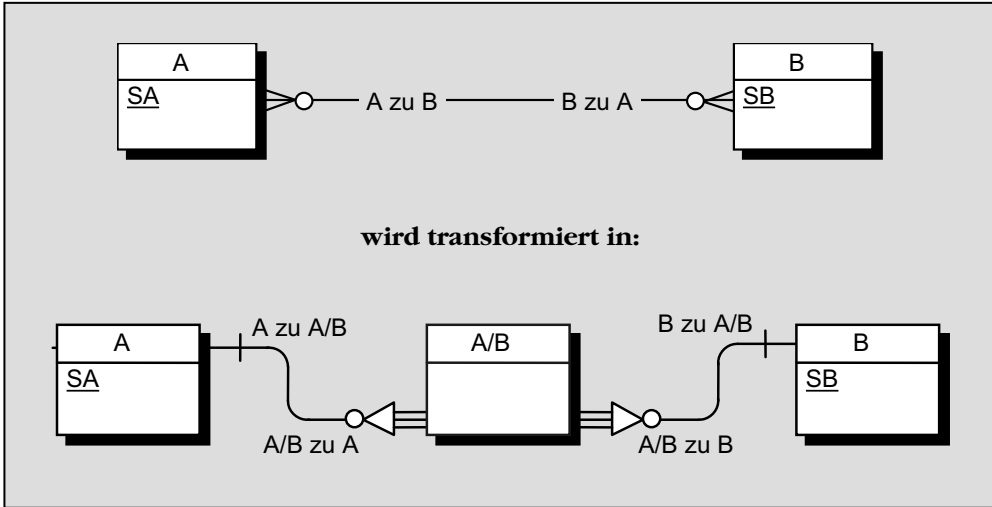 A
B
SA
A zu B
B zu A
SB
wird transformiert in:
A
A zu A/B
A/B
B zu A/B
B
SA
SB
A/B zu A
A/B zu B